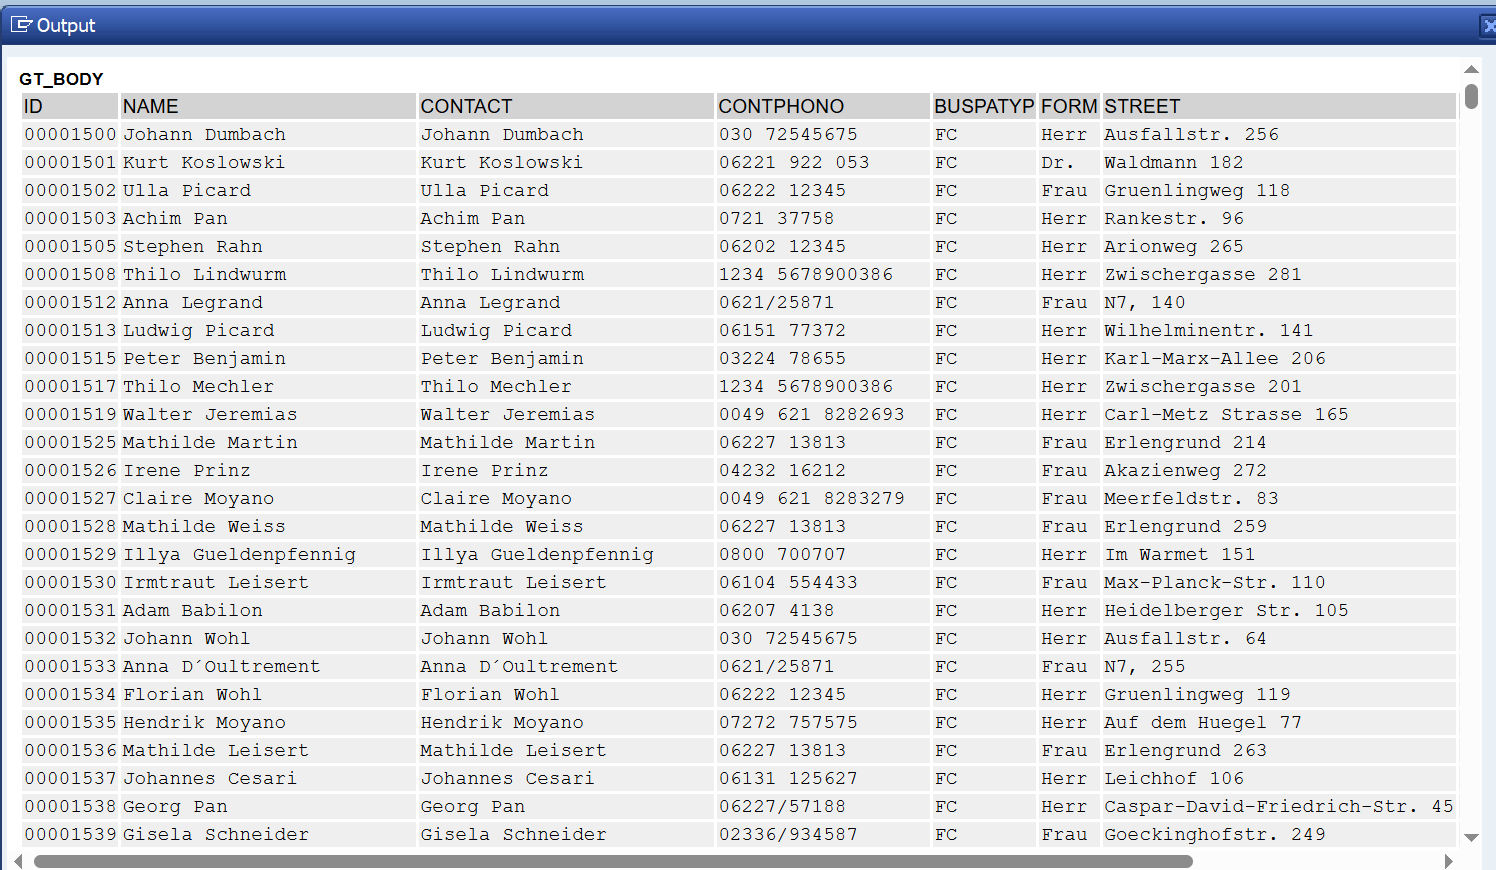 Output
GT_BODY
ID NAME CONTACT CONTPHONO BUSPATYP FORM STREET
00001500 Johann Dumbach Johann Dumbach 030 72545675 FC Herr Ausfallstr. 256
00001501 Kurt Koslowski Kurt Koslowski 06221 922 053 FC Dr. Waldmann 182
00001502 Ulla Picard Ulla Picard 06222 12345 FC Frau Gruenlingweg 118
00001503 Achim Pan Achim Pan 0721 37758 FC Herr Rankestr. 96
00001505 Stephen Rahn Stephen Rahn 06202 12345 FC Herr Arionweg 265
00001508 Thilo Lindwurm Thilo Lindwurm 1234 5678900386 FC Herr Zwischergasse 281
00001512 Anna Legrand Anna Legrand 0621/25871 FC Frau N7, 140
00001513 Ludwig Picard Ludwig Picard 06151 77372 FC Herr Wilhelminentr. 141
00001515 Peter Benjamin Peter Benjamin 03224 78655 FC Herr Karl-Marx-Allee 206
00001517 Thilo Mechler Thilo Mechler 1234 5678900386 FC Herr Zwischergasse 201
00001519 Walter Jeremias Walter Jeremias 0049 621 8282693 FC Herr Carl-Metz Strasse 165
00001525 Mathilde Martin Mathilde Martin 06227 13813 FC Frau Erlengrund 214
00001526 Irene Prinz Irene Prinz 04232 16212 FC Frau Akazienweg 272
00001527 Claire Moyano Claire Moyano 0049 621 8283279 FC Frau Meerfeldstr. 83
00001528 Mathilde Weiss Mathilde Weiss 06227 13813 FC Frau Erlengrund 259
00001529 Illya Gueldenpfennig Illya Gueldenpfennig 0800 700707 FC Herr Im Warmet 151
00001530 Irmtraut Leisert Irmtraut Leisert 06104 554433 FC Frau Max-Planck-Str. 110
00001531 Adam Babilon Adam Babilon 06207 4138 FC Herr Heidelberger Str. 105
00001532 Johann Wohl Johann Wohl 030 72545675 FC Herr Ausfallstr. 64
00001533 Anna D´Oultrement Anna D´Oultrement 0621/25871 FC Frau N7, 255
00001534 Florian Wohl Florian Wohl 06222 12345 FC Herr Gruenlingweg 119
00001535 Hendrik Moyano Hendrik Moyano 07272 757575 FC Herr Auf dem Huegel 77
00001536 Mathilde Leisert Mathilde Leisert 06227 13813 FC Frau Erlengrund 263
00001537 Johannes Cesari Johannes Cesari 06131 125627 FC Herr Leichhof 106
00001538 Georg Pan Georg Pan 06227/57188 FC Herr Caspar-David-Friedrich-Str. 45
00001539 Gisela Schneider Gisela Schneider 02336/934587 FC Frau Goeckinghofstr. 249